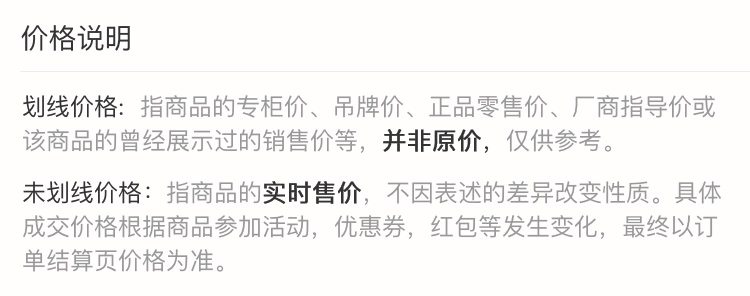 价格说明
划线价格：指商品的专柜价、吊牌价、正品零售价、厂商指导价或
该商品的曾经展示过的销售价等，并非原价，仅供参考。
未划线价格：指商品的实时售价，不因表述的差异改变性质。具体
成交价格根据商品参加活动，优惠券，红包等发生变化，最终以订
单结算页价格为准。